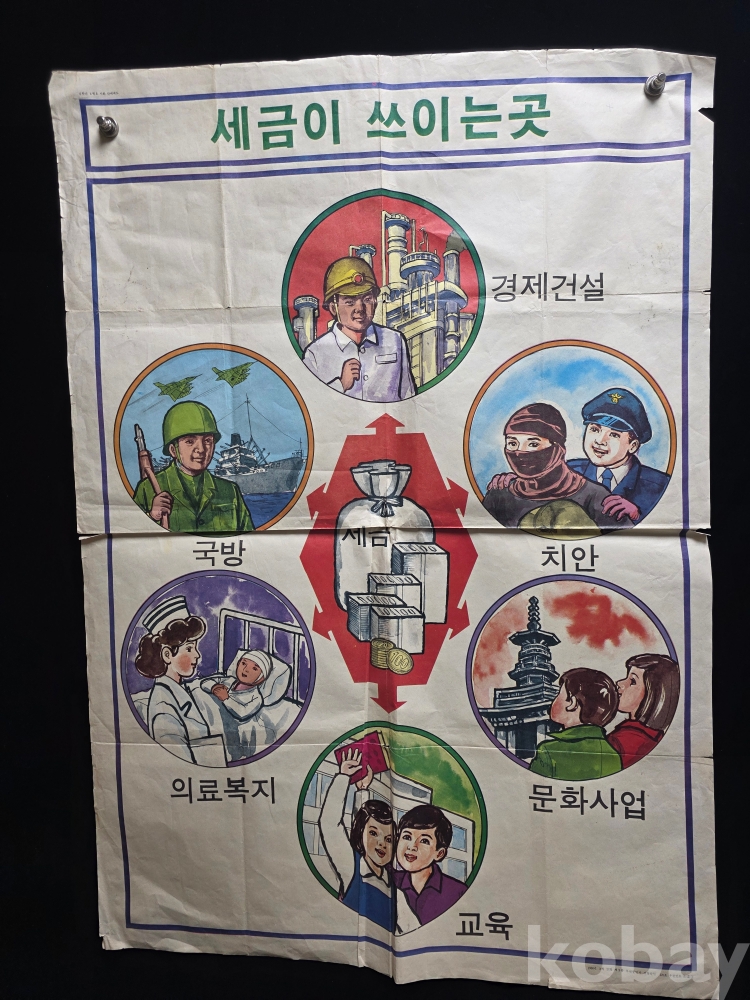 세금이 쓰이는곳
경제건설
국방
치안
세금
100
의료복지
문화사업
교육
kobay